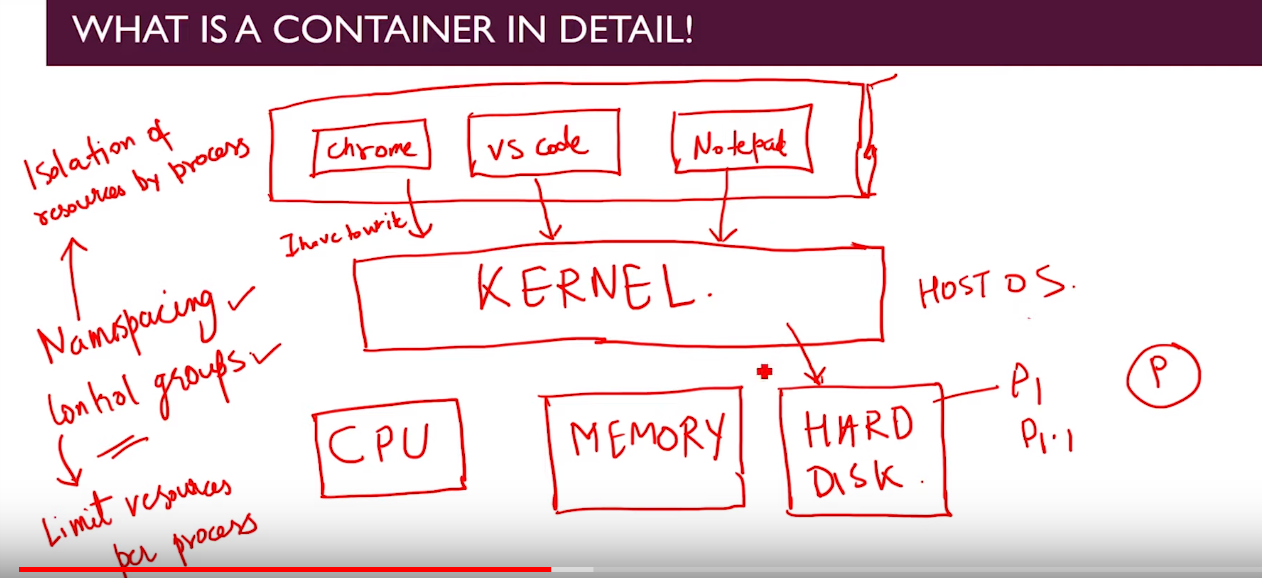 WHAT IS A CONTAINER IN DETAIL!
Isolation of
resources by process
chrome
VS code
Notepad
I have to write
KERNEL.
HOST OS.
Namespacing
Control groups
CPU
MEMORY
HARD
DISK.
P1
P1.1
P
Limit resources
per process